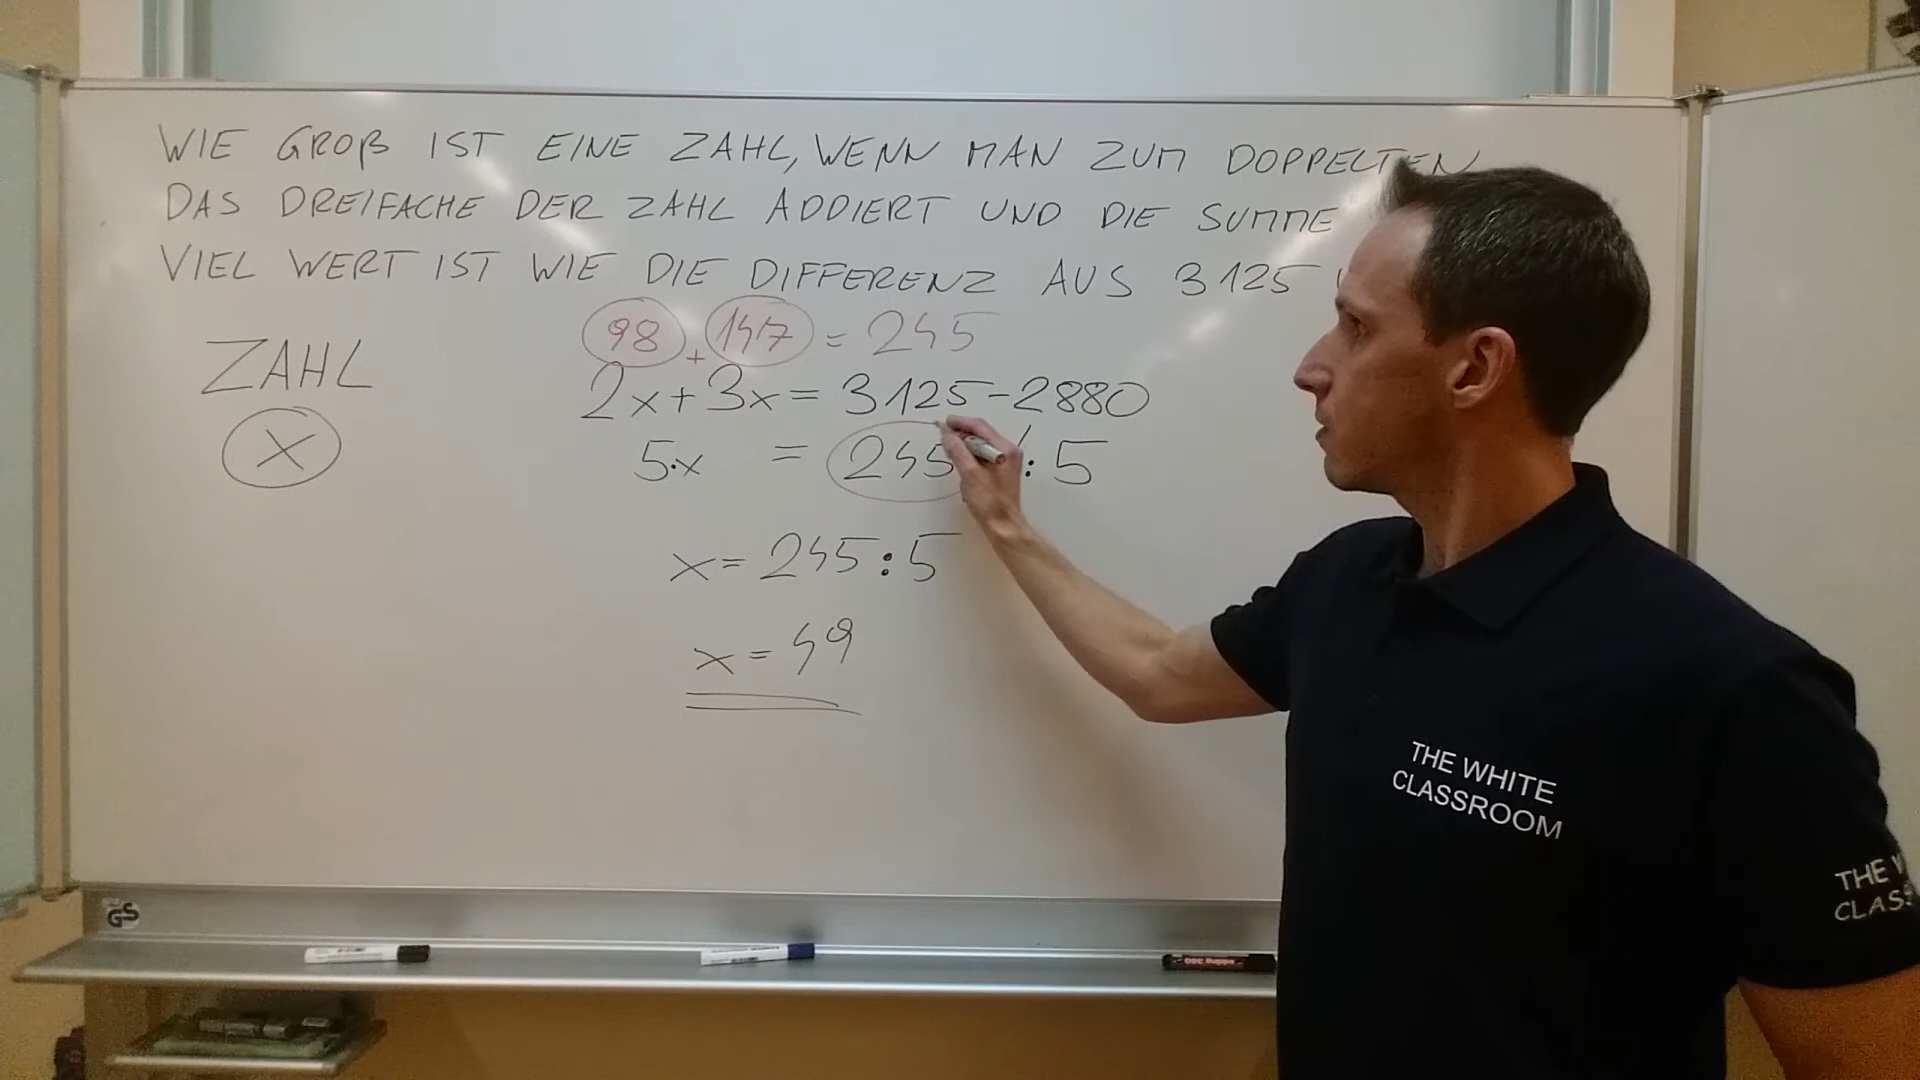 WIE GROß IST EINE ZAHL, WENN MAN ZUM DOPPELTEN
DAS DREIFACHE DER ZAHL ADDIERT UND DIE SUMME
VIEL WERT IST WIE DIE DIFFERENZ AUS 3125
98 + 147 = 245
ZAHL
2x+3x=3125-2880
x
5·x = 245 /:5
x=245:5
x=49
THE WHITE
CLASSROOM
THE
GS